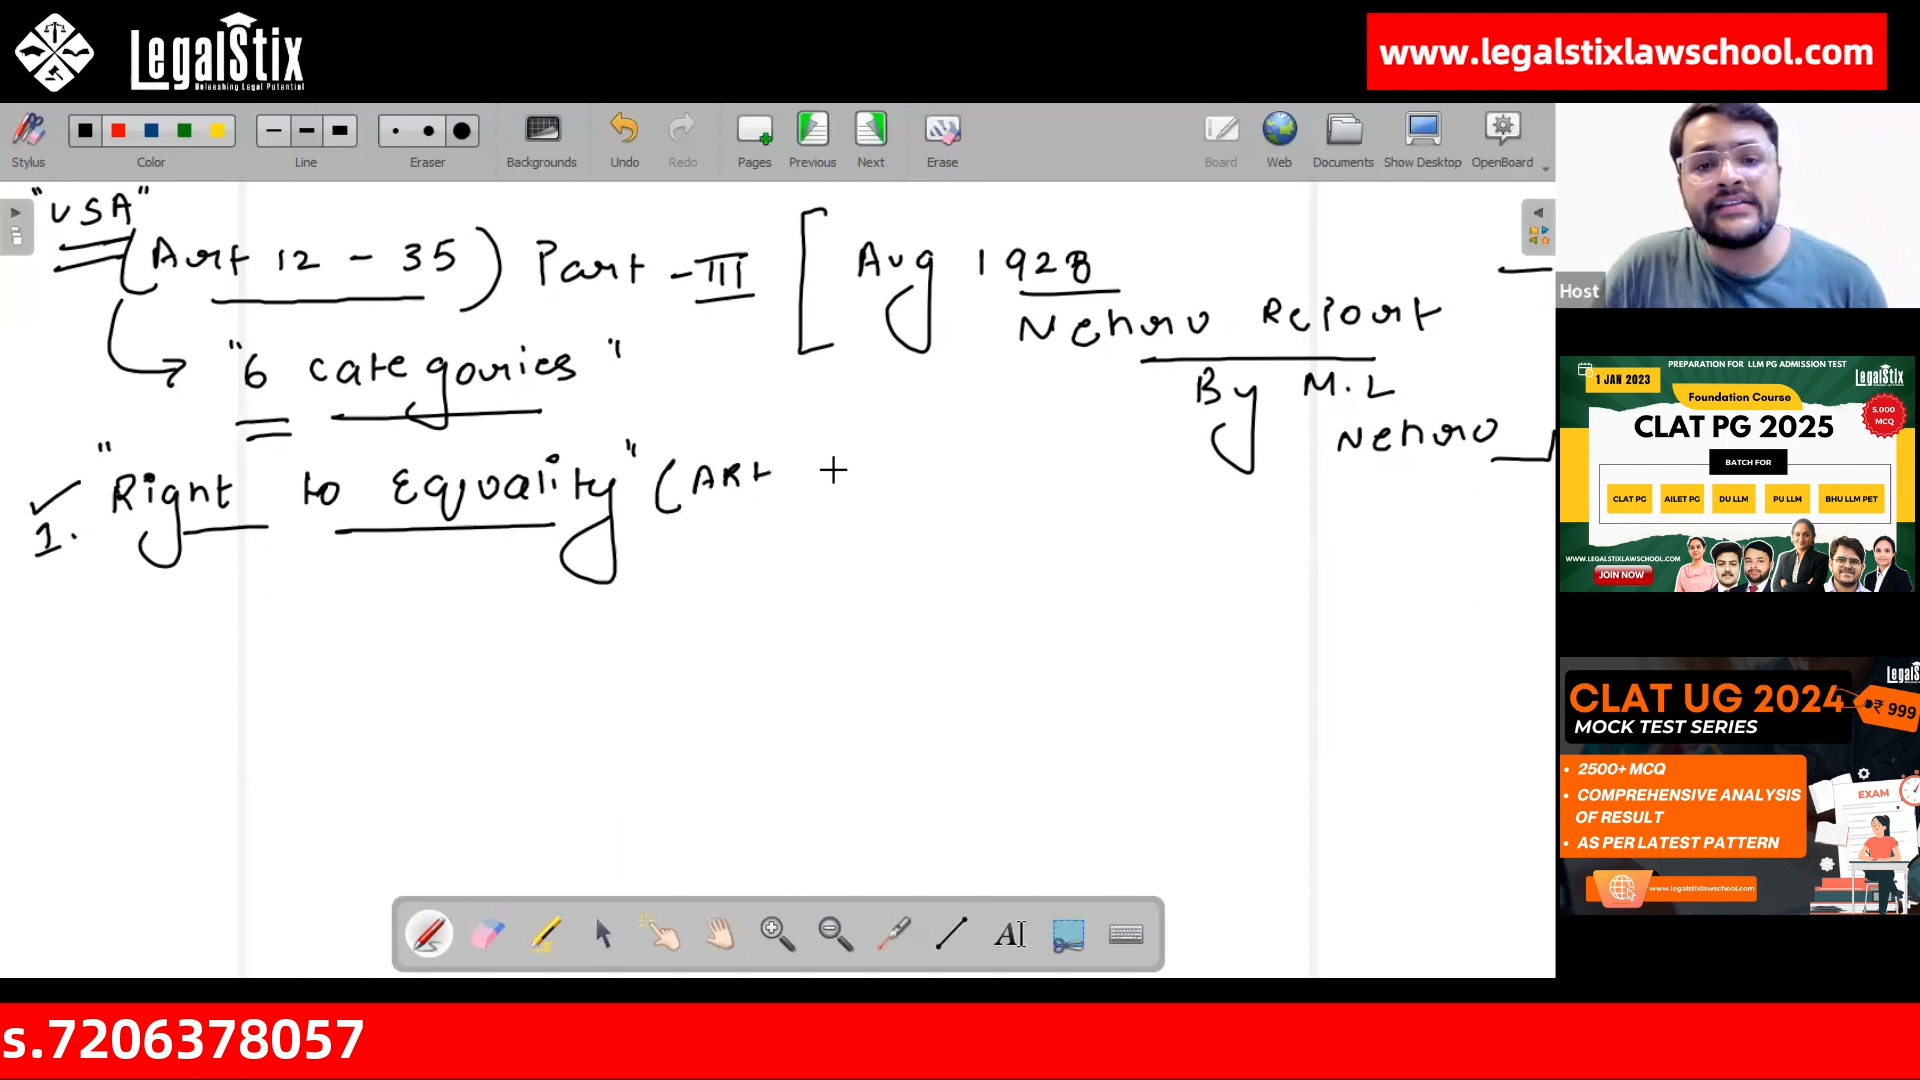 LegalStix
Unleashing Legal Potential
www.legalstixlawschool.com
Stylus
Color
Line
Eraser
Backgrounds
Undo
Redo
Pages
Previous
Next
Erase
Board
Web
Documents
Show Desktop
OpenBoard
"USA"
(Art 12 - 35) Part - III
[ Aug 1928
Nehru Report
By M.L
Nehru ]
"6 categories"
1. "Right to Equality" (ARt
Host
PREPARATION FOR LLM PG ADMISSION TEST
1 JAN 2023
LegalStix
Foundation Course
5,000
MCQ
CLAT PG 2025
BATCH FOR
CLAT PG
AILET PG
DU LLM
PU LLM
BHU LLM PET
WWW.LEGALSTIXLAWSCHOOL.COM
JOIN NOW
LegalS
CLAT UG 2024
₹ 999
MOCK TEST SERIES
• 2500+ MCQ
• COMPREHENSIVE ANALYSIS
OF RESULT
• AS PER LATEST PATTERN
EXAM
www.legalstixlawschool.com
s.7206378057